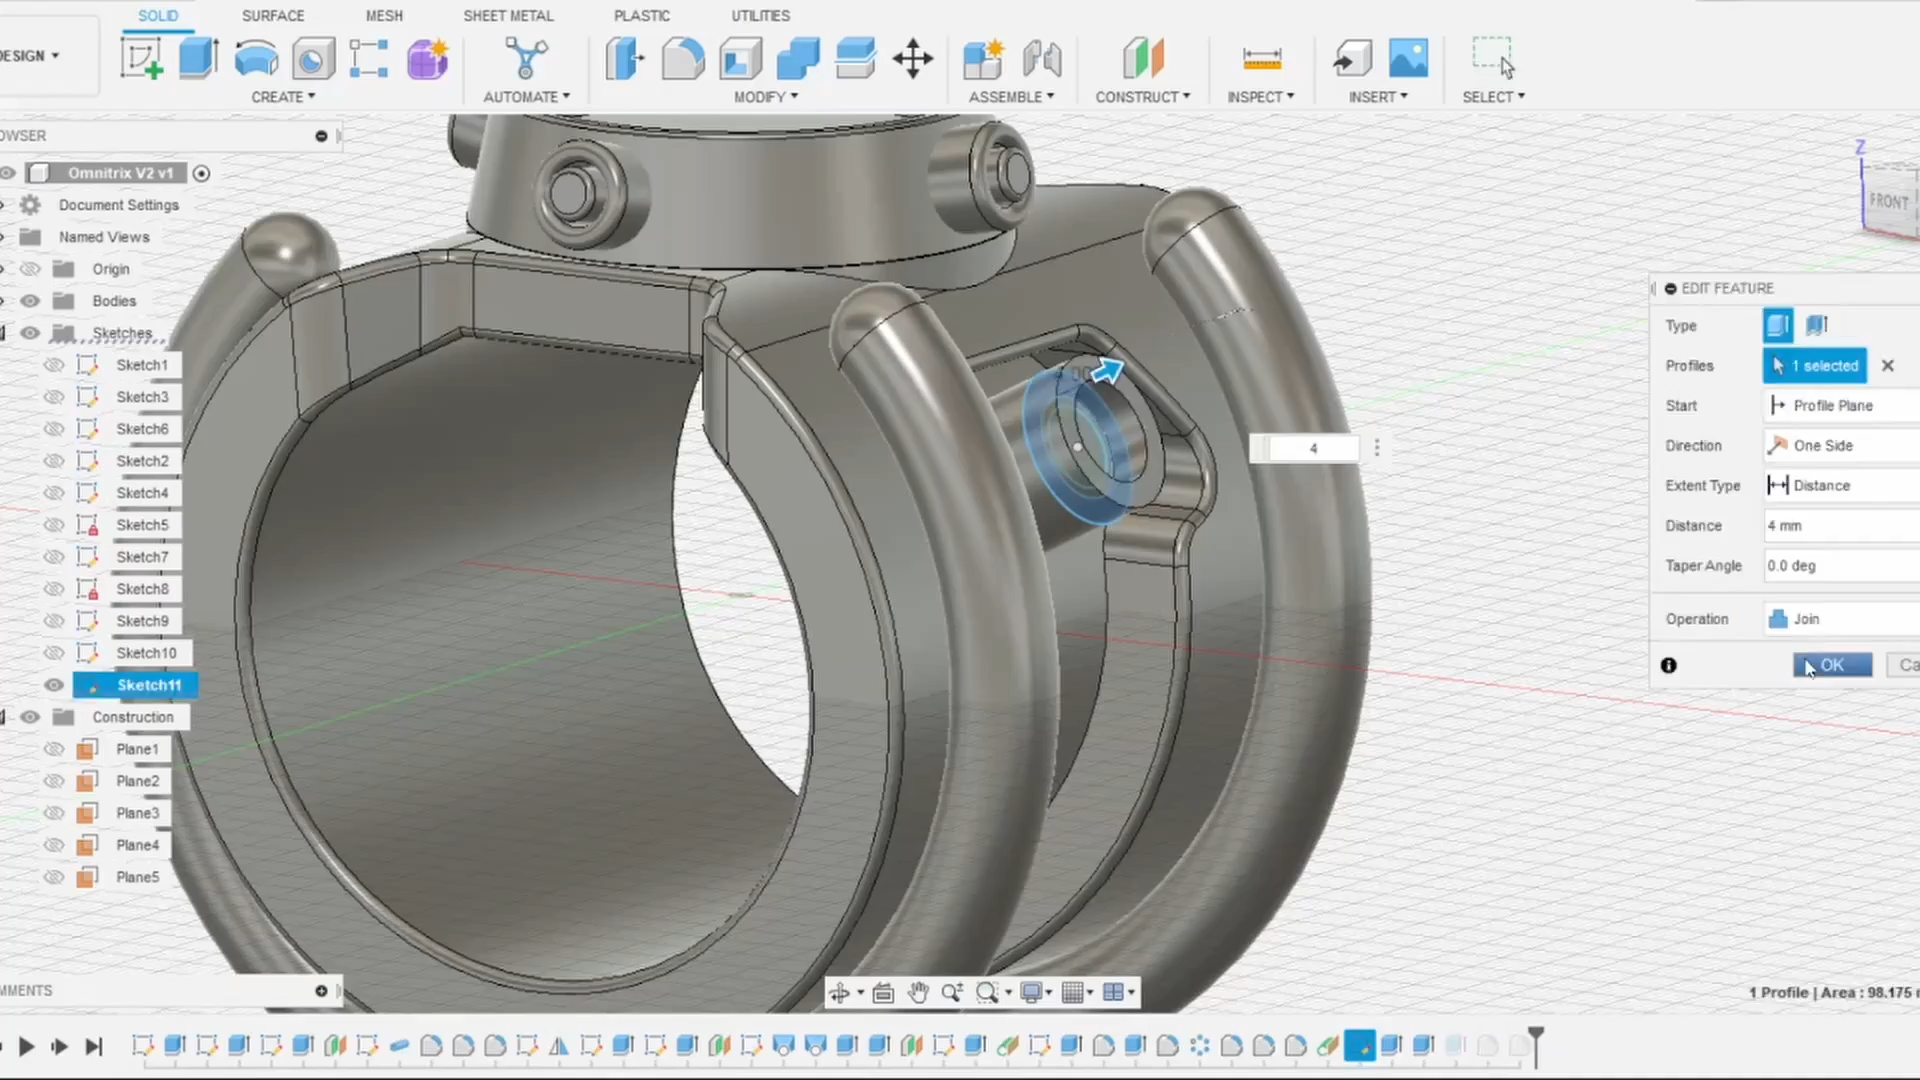 SOLID SURFACE MESH SHEET METAL PLASTIC UTILITIES
DESIGN
CREATE AUTOMATE MODIFY ASSEMBLE CONSTRUCT INSPECT INSERT SELECT
OWSER
Omnitrix V2 v1
Document Settings
Named Views
Origin
Bodies
Sketches
Sketch1
Sketch3
Sketch6
Sketch2
Sketch4
Sketch5
Sketch7
Sketch8
Sketch9
Sketch10
Sketch11
Construction
Plane1
Plane2
Plane3
Plane4
Plane5
MMENTS
Z
FRONT
4
EDIT FEATURE
Type
Profiles 1 selected
Start Profile Plane
Direction One Side
Extent Type Distance
Distance 4 mm
Taper Angle 0.0 deg
Operation Join
OK Ca
1 Profile | Area : 98.175